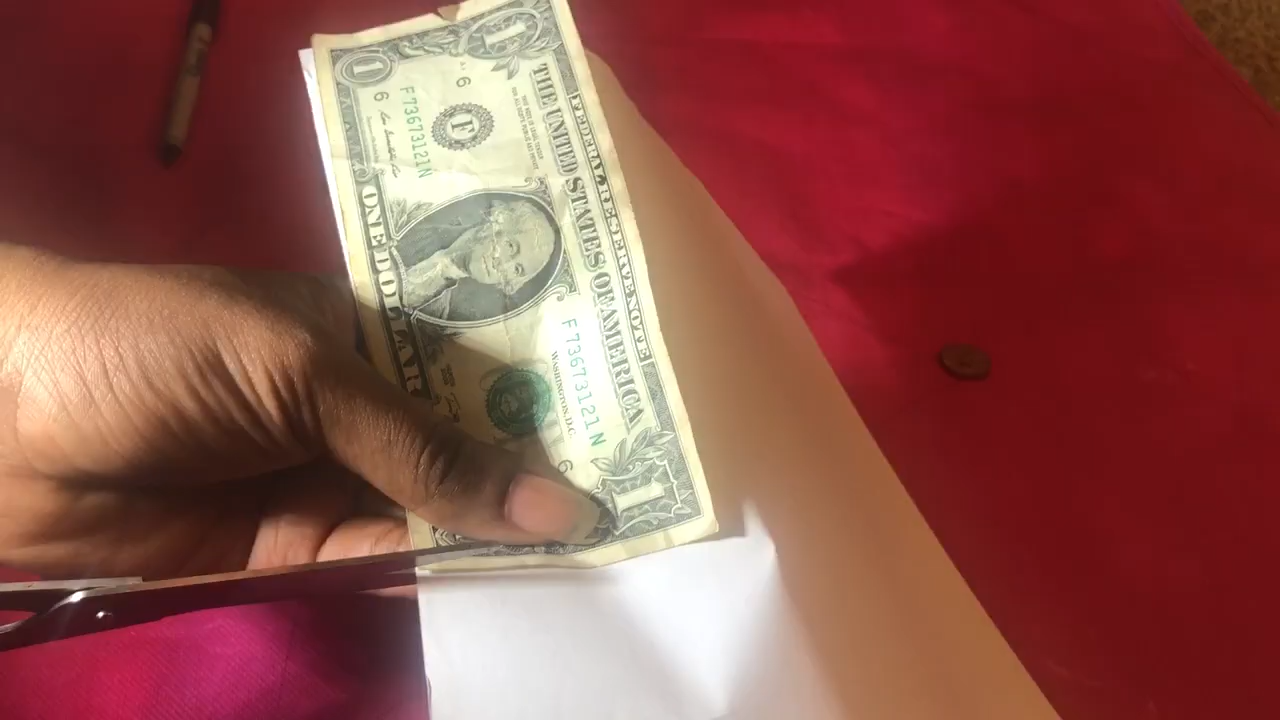 FEDERAL RESERVE NOTE
THE UNITED STATES OF AMERICA
F 73673121 N
WASHINGTON, D.C.
F 73673121 N
F
6
6
6
1
1
1
ONE DOLLAR